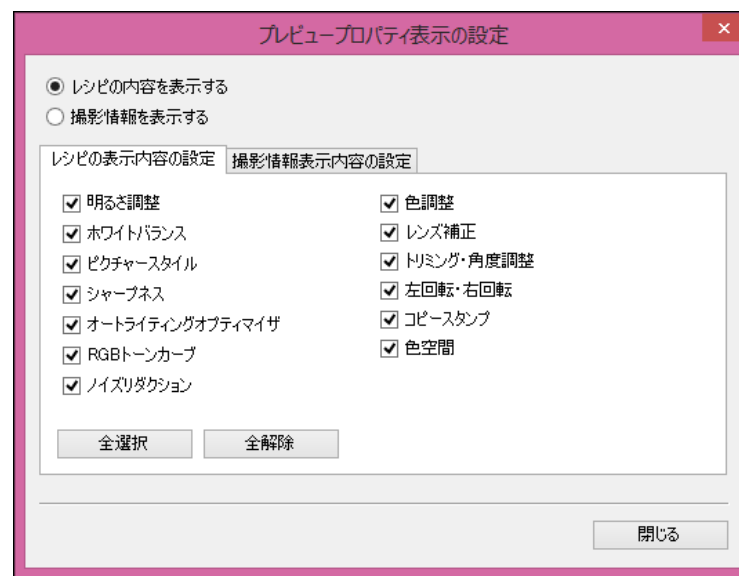 プレビュープロパティ表示の設定
レシピの内容を表示する
撮影情報を表示する
レシピの表示内容の設定
撮影情報表示内容の設定
明るさ調整
ホワイトバランス
ピクチャースタイル
シャープネス
オートライティングオプティマイザ
RGBトーンカーブ
ノイズリダクション
色調整
レンズ補正
トリミング・角度調整
左回転・右回転
コピースタンプ
色空間
全選択
全解除
閉じる